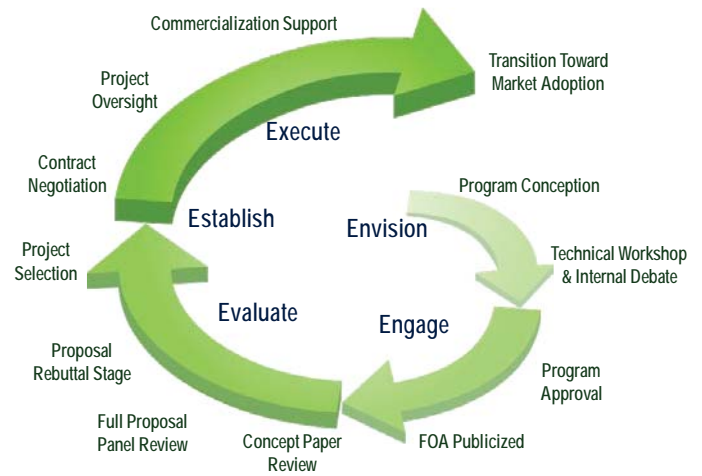 Commercialization Support
Transition Toward
Market Adoption
Project
Oversight
Execute
Contract
Negotiation
Program Conception
Establish
Envision
Project
Selection
Technical Workshop
& Internal Debate
Evaluate
Engage
Proposal
Rebuttal Stage
Program
Approval
Full Proposal
Panel Review
Concept Paper
Review
FOA Publicized